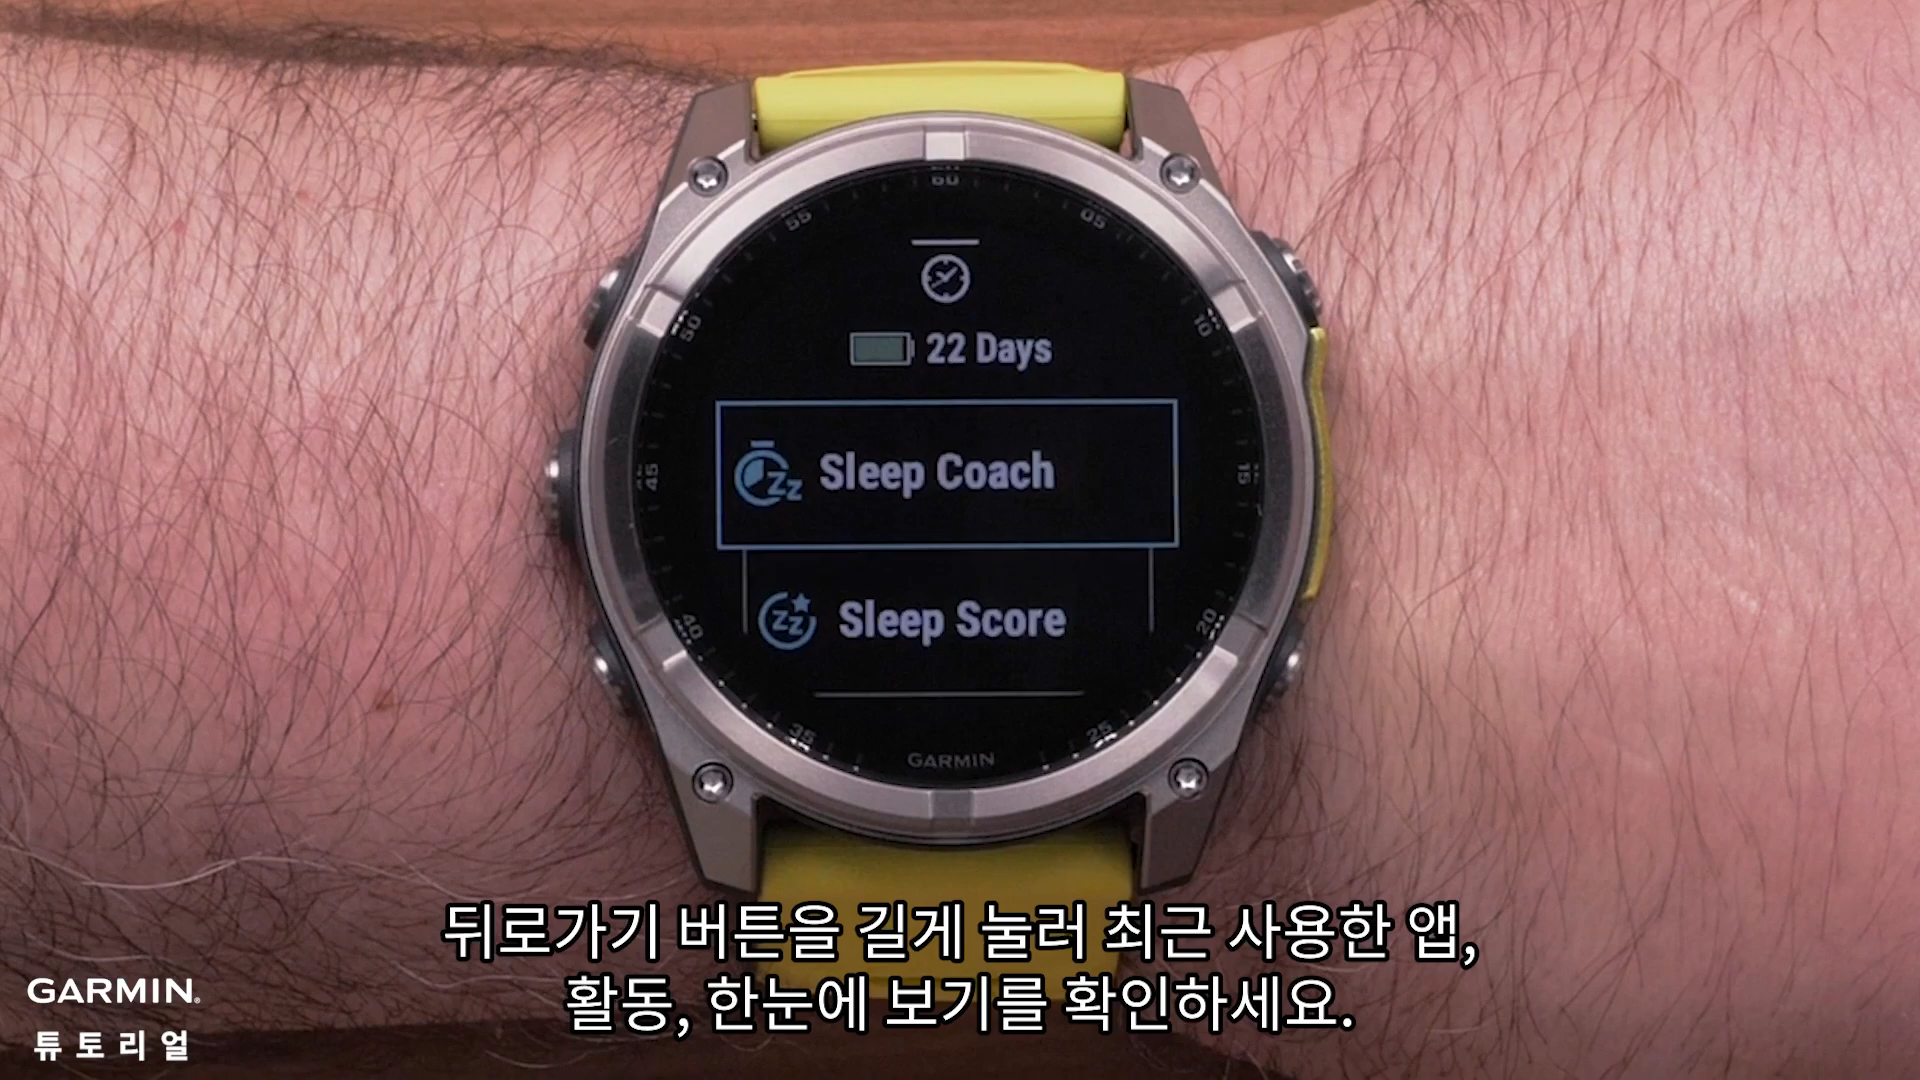 60
55
05
50
10
22 Days
Sleep Coach
45
15
Sleep Score
40
20
35
25
GARMIN
뒤로가기 버튼을 길게 눌러 최근 사용한 앱,
활동, 한눈에 보기를 확인하세요.
GARMIN.
튜토리얼